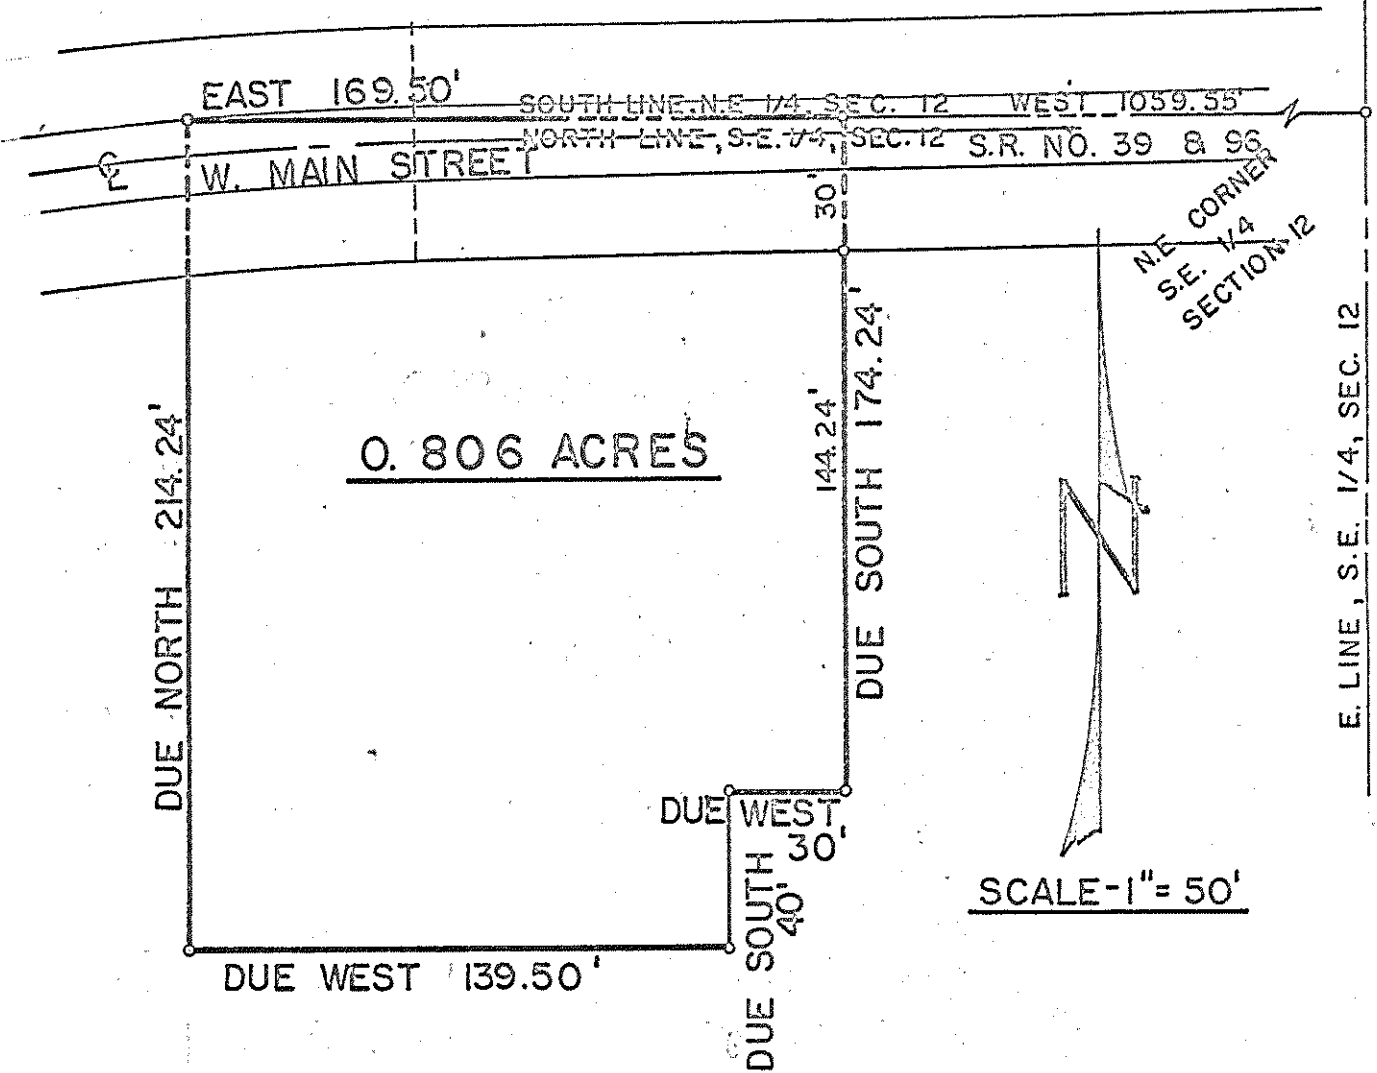 EAST 169.50'
SOUTH LINE, N.E 1/4, SEC. 12 WEST 1059.55'
NORTH LINE, S.E. 1/4, SEC. 12 S.R. NO. 39 & 96
℄ W. MAIN STREET
30'
N.E. CORNER
S.E. 1/4
SECTION 12
DUE NORTH 214.24'
0.806 ACRES
144.24'
DUE SOUTH 174.24'
N
E. LINE, S.E. 1/4, SEC. 12
DUE WEST
30'
DUE SOUTH
40'
SCALE-1"= 50'
DUE WEST 139.50'